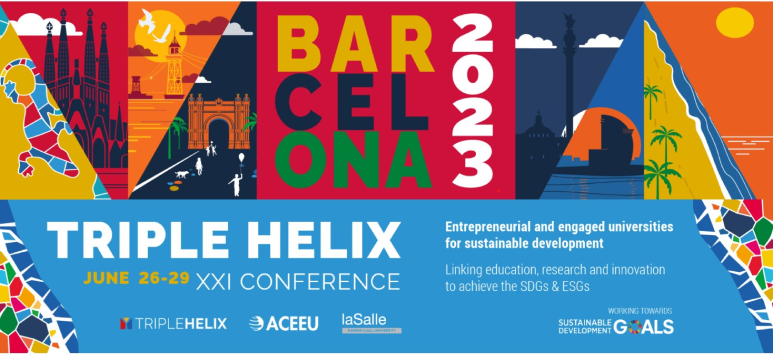 BAR
CEL
ONA
2023
TRIPLE HELIX
JUNE 26-29 XXI CONFERENCE
Entrepreneurial and engaged universities
for sustainable development
Linking education, research and innovation
to achieve the SDGs & ESGs
TRIPLEHELIX
ACEEU
laSalle
WORKING TOWARDS
SUSTAINABLE
DEVELOPMENT
GOALS